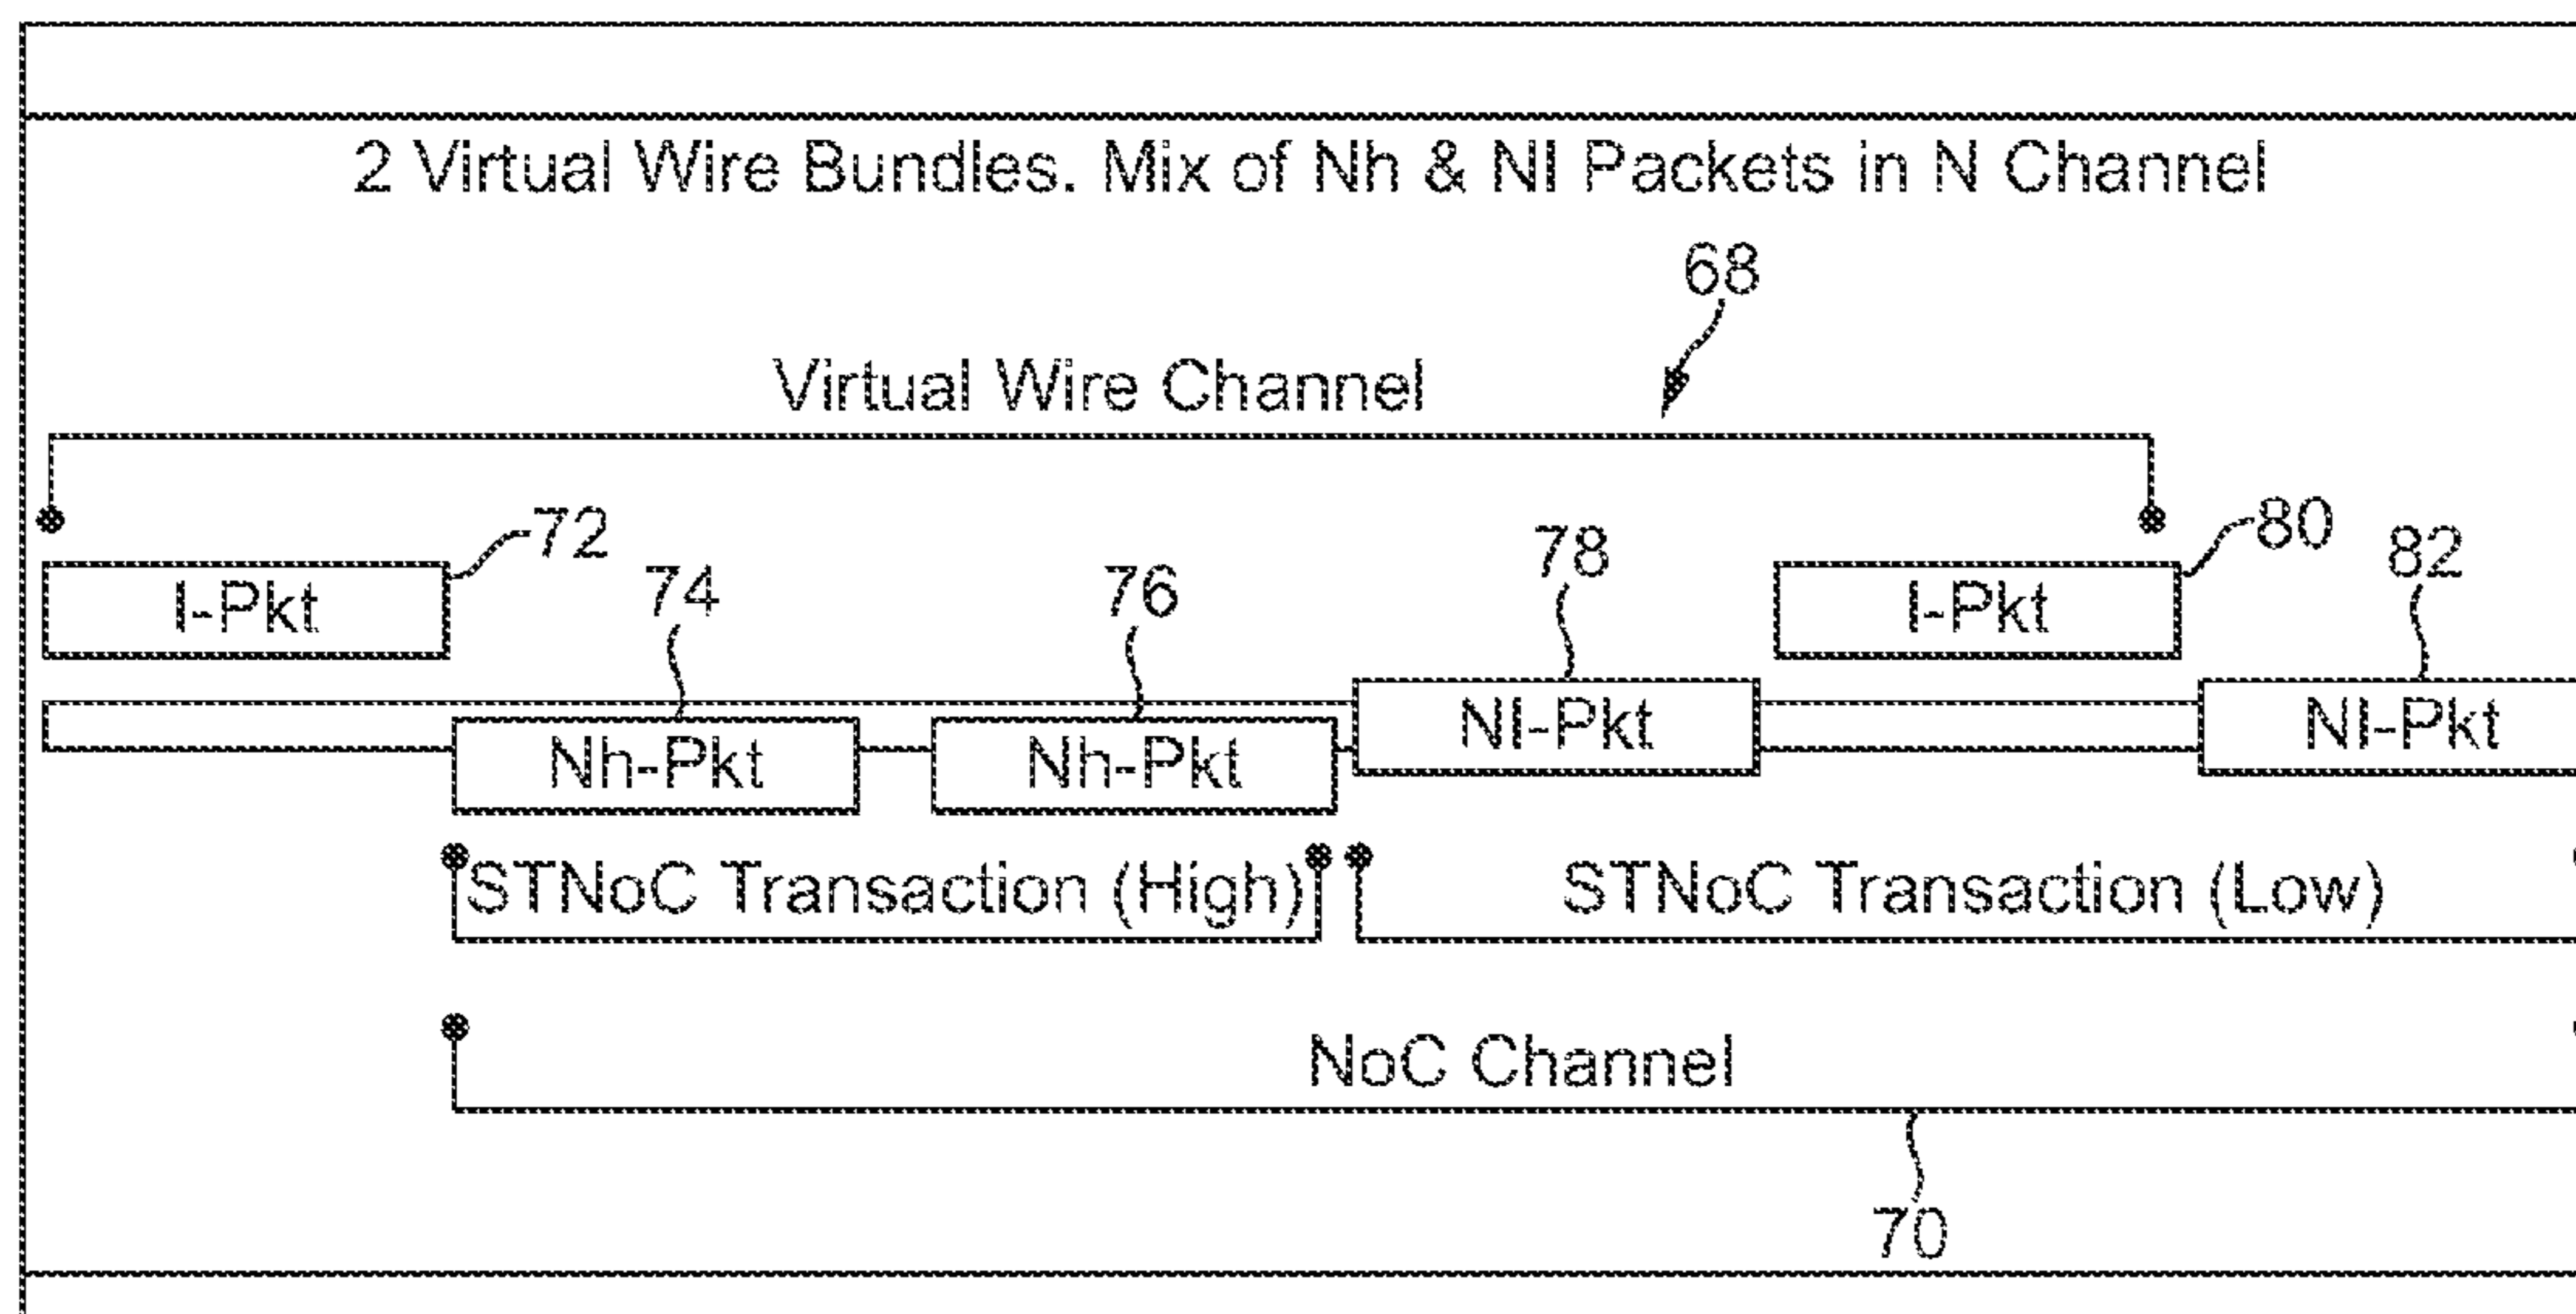 2 Virtual Wire Bundles. Mix of Nh & Nl Packets in N Channel
68
Virtual Wire Channel
72
80
78
82
74
76
I-Pkt
I-Pkt
Nl-Pkt
Nl-Pkt
Nh-Pkt
Nh-Pkt
STNoC Transaction (High)
STNoC Transaction (Low)
NoC Channel
70